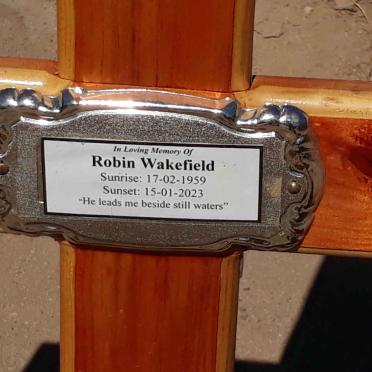 In Loving Memory Of
Robin Wakefield
Sunrise: 17-02-1959
Sunset: 15-01-2023
"He leads me beside still waters"